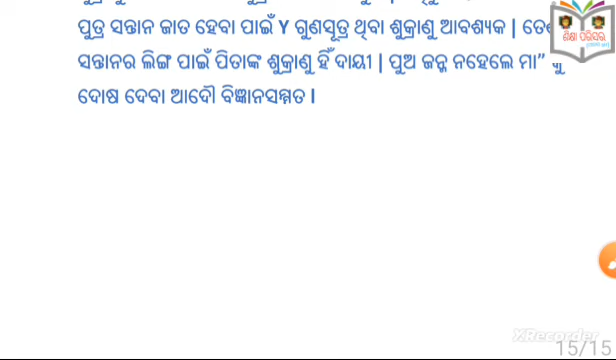 ପୁତ୍ର ସନ୍ତାନ ଜାତ ହେବା ପାଇଁ Y ଗୁଣସୂତ୍ର ଥିବା ଶୁକ୍ରାଣୁ ଆବଶ୍ୟକ |
ସନ୍ତାନର ଲିଙ୍ଗ ପାଇଁ ପିତାଙ୍କ ଶୁକ୍ରାଣୁ ହିଁ ଦାୟୀ | ପୁଅ ଜନ୍ମ ନହେଲେ ମା”
ଦୋଷ ଦେବା ଆଦୌ ବିଜ୍ଞାନସମ୍ମତ |
ଶିକ୍ଷା ପରିସର
XRecorder
15/15